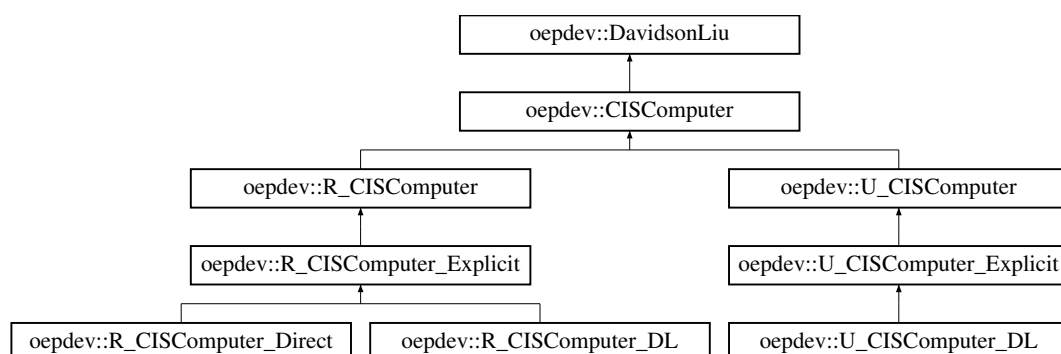 oepdev::DavidsonLiu
oepdev::CISComputer
oepdev::R_CISComputer
oepdev::U_CISComputer
oepdev::R_CISComputer_Explicit
oepdev::U_CISComputer_Explicit
oepdev::R_CISComputer_Direct
oepdev::R_CISComputer_DL
oepdev::U_CISComputer_DL